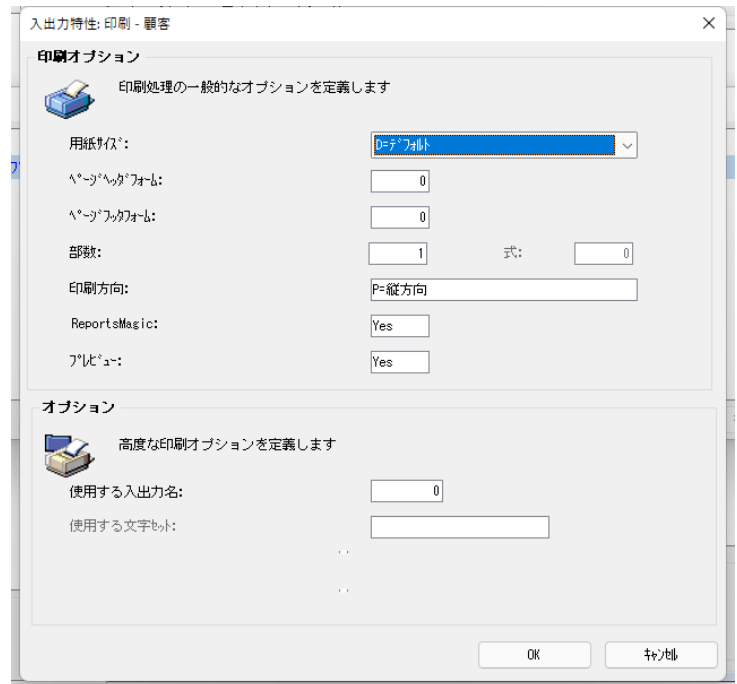 入出力特性: 印刷 - 顧客
印刷オプション
印刷処理の一般的なオプションを定義します
用紙ｻｲｽﾞ: D=ﾃﾞﾌｫﾙﾄ
ﾍﾟｰｼﾞﾍｯﾀﾞﾌｫｰﾑ: 0
ﾍﾟｰｼﾞﾌｯﾀﾌｫｰﾑ: 0
部数: 1 式: 0
印刷方向: P=縦方向
ReportsMagic: Yes
ﾌﾟﾚﾋﾞｭｰ: Yes
オプション
高度な印刷オプションを定義します
使用する入出力名: 0
使用する文字ｾｯﾄ:
OK ｷｬﾝｾﾙ